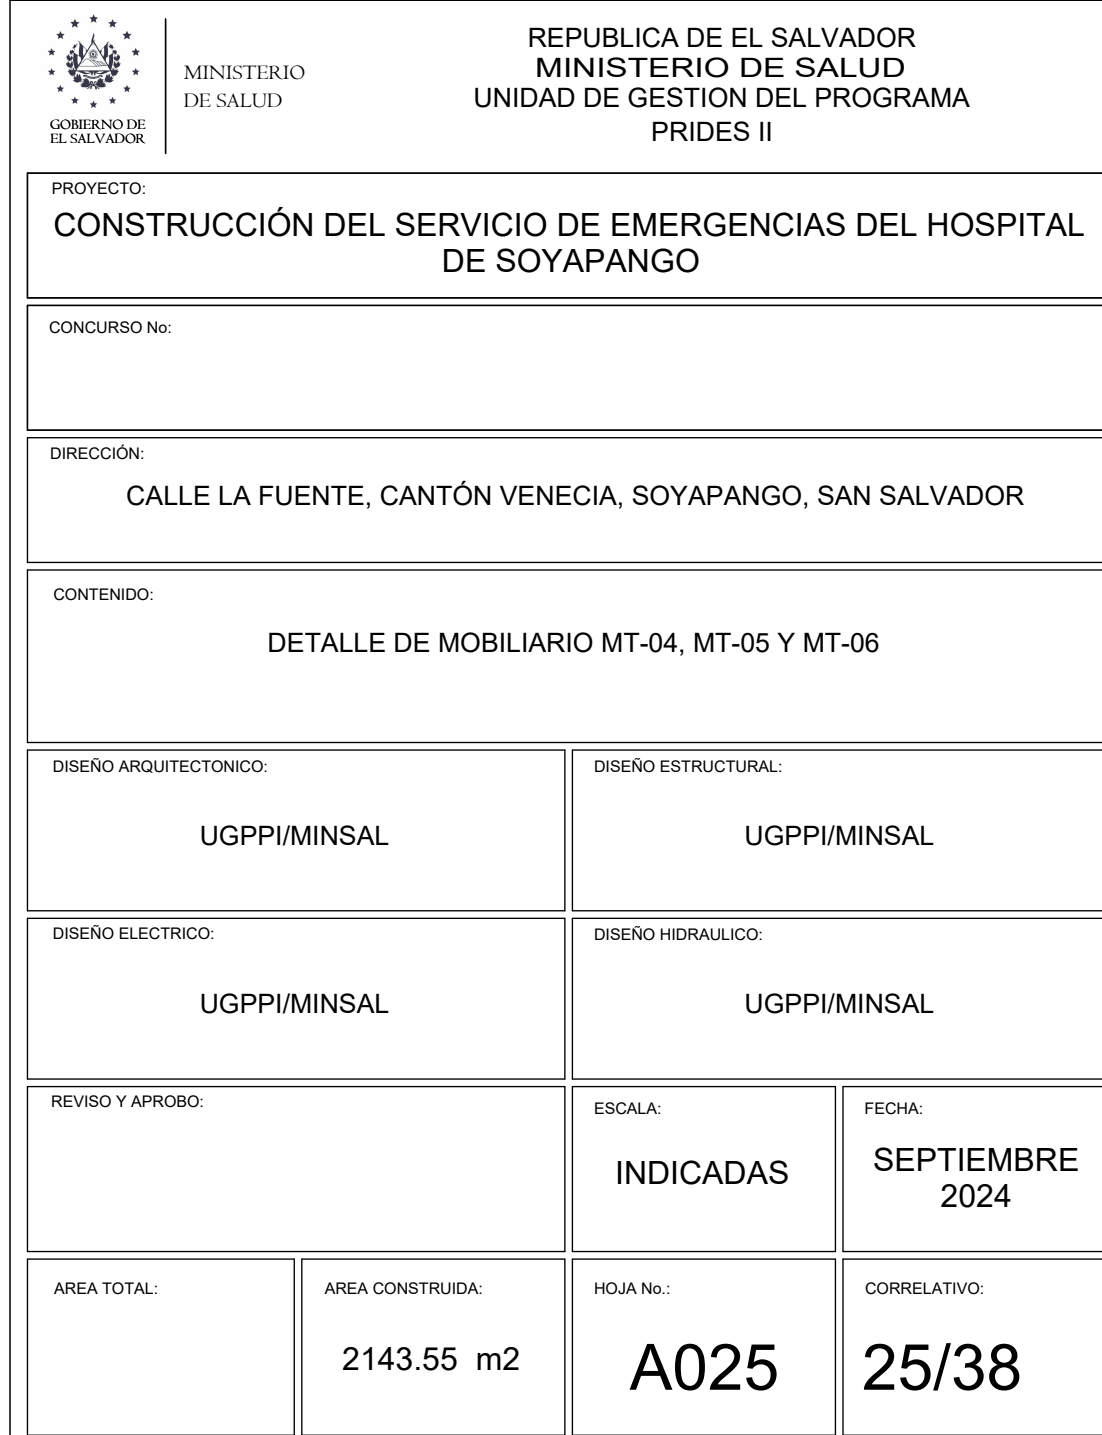 GOBIERNO DE
EL SALVADOR
MINISTERIO
DE SALUD
REPUBLICA DE EL SALVADOR
MINISTERIO DE SALUD
UNIDAD DE GESTION DEL PROGRAMA
PRIDES II
PROYECTO:
CONSTRUCCIÓN DEL SERVICIO DE EMERGENCIAS DEL HOSPITAL
DE SOYAPANGO
CONCURSO No:
DIRECCIÓN:
CALLE LA FUENTE, CANTÓN VENECIA, SOYAPANGO, SAN SALVADOR
CONTENIDO:
DETALLE DE MOBILIARIO MT-04, MT-05 Y MT-06
DISEÑO ARQUITECTONICO:
UGPPI/MINSAL
DISEÑO ESTRUCTURAL:
UGPPI/MINSAL
DISEÑO ELECTRICO:
UGPPI/MINSAL
DISEÑO HIDRAULICO:
UGPPI/MINSAL
REVISO Y APROBO:
ESCALA:
INDICADAS
FECHA:
SEPTIEMBRE
2024
AREA TOTAL:
AREA CONSTRUIDA:
2143.55 m2
HOJA No.:
A025
CORRELATIVO:
25/38